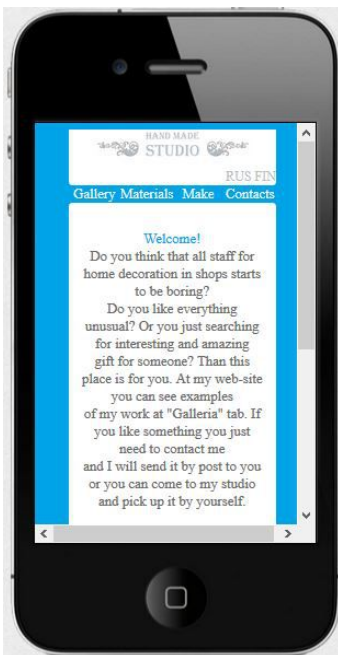 HAND MADE
STUDIO
RUS FIN
Gallery Materials Make Contacts
Welcome!
Do you think that all staff for
home decoration in shops starts
to be boring?
Do you like everything
unusual? Or you just searching
for interesting and amazing
gift for someone? Than this
place is for you. At my web-site
you can see examples
of my work at "Galleria" tab. If
you like something you just
need to contact me
and I will send it by post to you
or you can come to my studio
and pick up it by yourself.